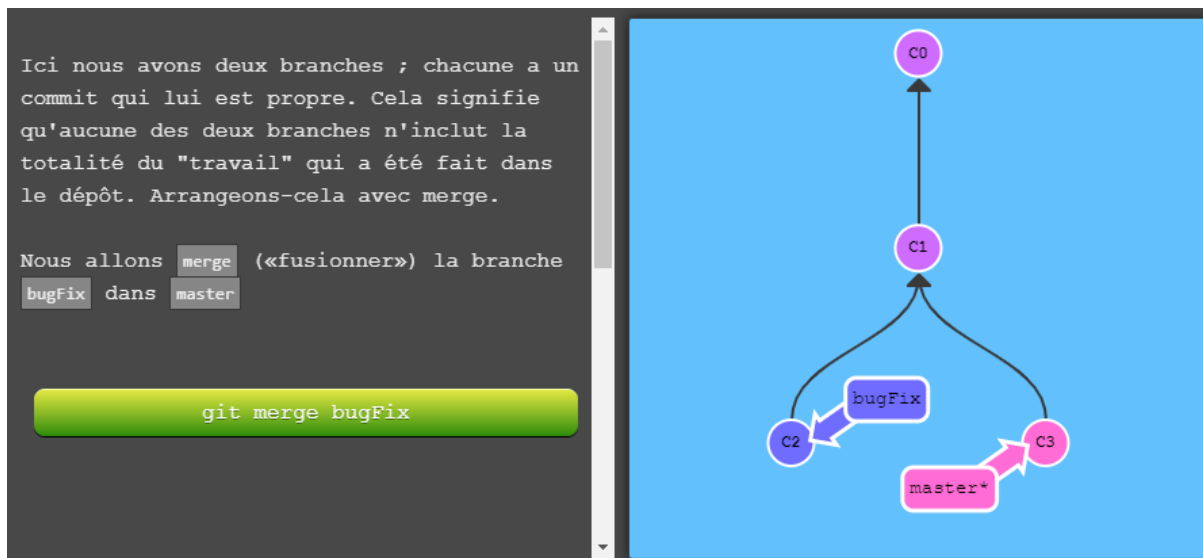 Ici nous avons deux branches ; chacune a un
commit qui lui est propre. Cela signifie
qu'aucune des deux branches n'inclut la
totalité du "travail" qui a été fait dans
le dépôt. Arrangeons-cela avec merge.
Nous allons merge («fusionner») la branche
bugFix dans master
git merge bugFix
C0
C1
bugFix
C2
C3
master*